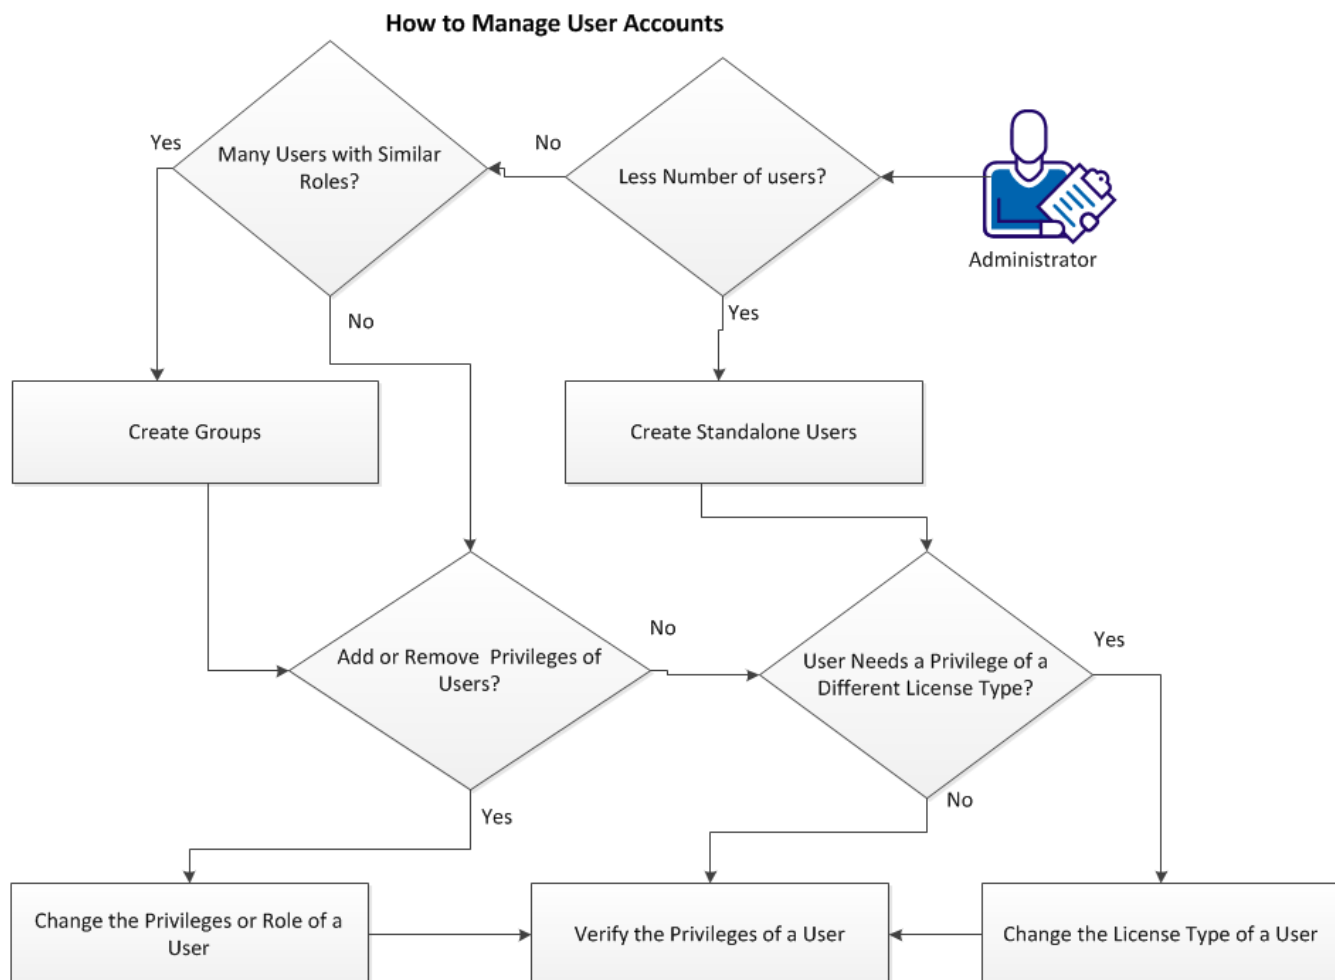 How to Manage User Accounts
Yes
Many Users with Similar
Roles?
No
Less Number of users?
Administrator
No
Yes
Create Groups
Create Standalone Users
Add or Remove  Privileges of
Users?
No
User Needs a Privilege of a
Different License Type?
Yes
Yes
No
Change the Privileges or Role of a
User
Verify the Privileges of a User
Change the License Type of a User